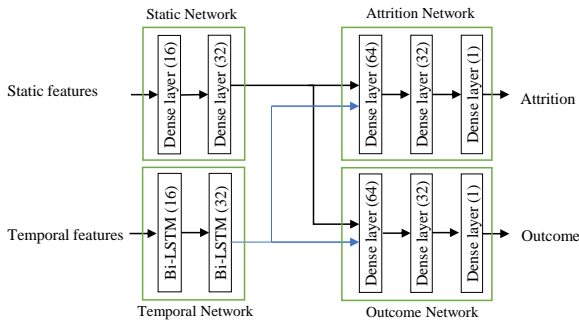 Static Network
Attrition Network
Static features
Dense layer (16)
Dense layer (32)
Dense layer (64)
Dense layer (32)
Dense layer (1)
Attrition
Temporal features
Bi-LSTM (16)
Bi-LSTM (32)
Dense layer (64)
Dense layer (32)
Dense layer (1)
Outcome
Temporal Network
Outcome Network